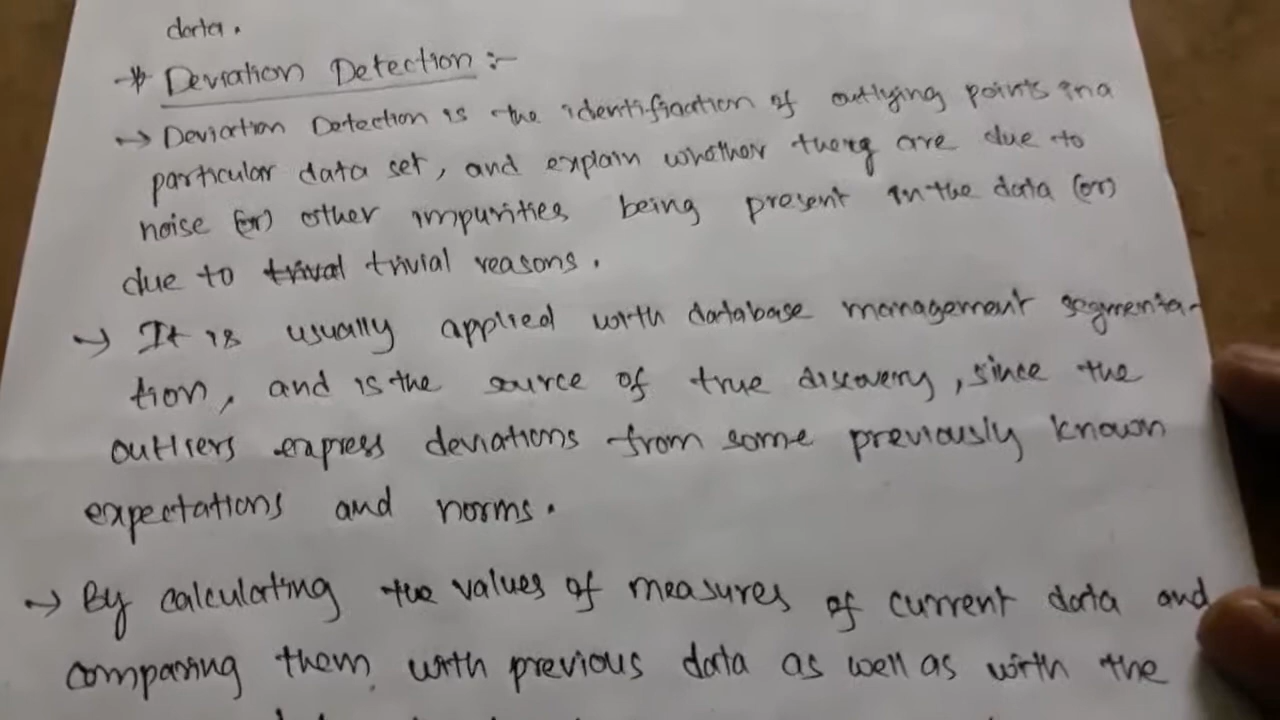 data.
* Deviation Detection :-
→ Deviation Detection is the identification of outlying points in a
particular data set, and explain whether they are due to
noise (or) other impurities being present in the data (or)
due to trival trivial reasons.
→ It is usually applied with database management segmenta-
tion, and is the source of true discovery, since the
outliers express deviations from some previously known
expectations and norms.
→ By calculating the values of measures of current data and
comparing them with previous data as well as with the